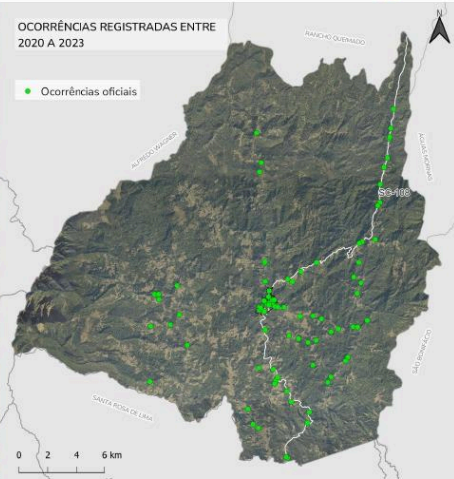 OCORRÊNCIAS REGISTRADAS ENTRE
2020 A 2023
Ocorrências oficiais
N
RANCHO QUEIMADO
ALFREDO WAGNER
ÁGUAS MORNAS
SC-108
SÃO BONIFÁCIO
SANTA ROSA DE LIMA
0 2 4 6 km